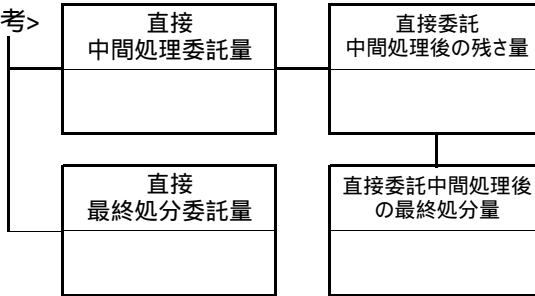 考>
直接
中間処理委託量
直接委託
中間処理後の残さ量
直接
最終処分委託量
直接委託中間処理後
の最終処分量